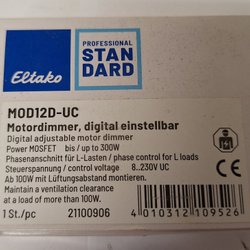 Eltako
PROFESSIONAL
STAN
DARD
MOD12D-UC
Motordimmer, digital einstellbar
Digital adjustable motor dimmer
Power MOSFET bis / up to 300W
Phasenanschnitt für L-Lasten / phase control for L loads
Steuerspannung / control voltage 8..230V UC
Ab 100W mit Lüftungsabstand montieren.
Maintain a ventilation clearance
at a load of more than 100W.
1 St./pc 21100906
4 010312 109526